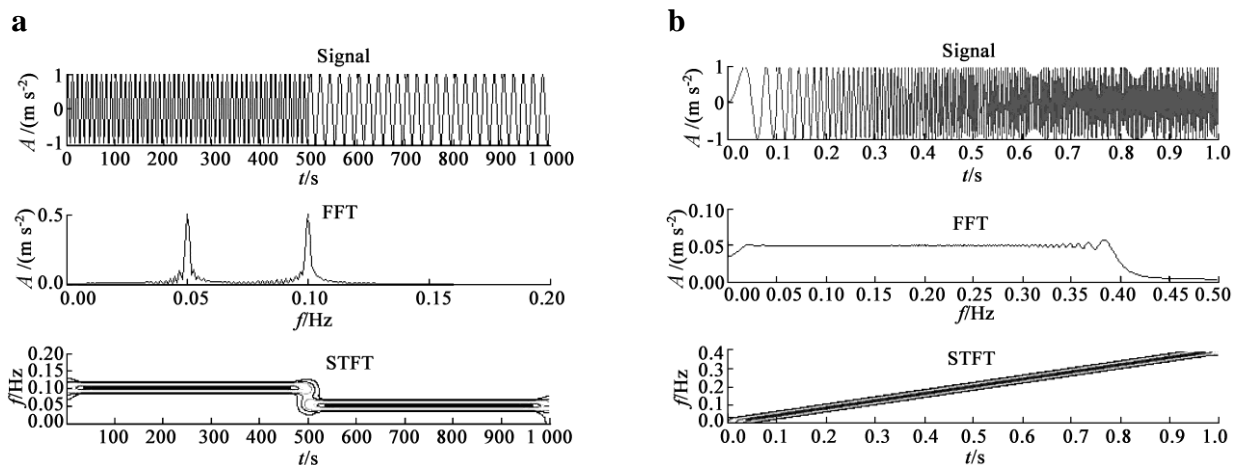 a
Signal
A /(m s-2)
1
0
-1
0 100 200 300 400 500 600 700 800 900 1 000
t/s
FFT
A /(m s-2)
0.5
0.0
0.00 0.05 0.10 0.15 0.20
f/Hz
STFT
f/Hz
0.20
0.10
0.05
0.00
100 200 300 400 500 600 700 800 900 1 000
t/s
b
Signal
A /(m s-2)
1
0
-1
0.0 0.1 0.2 0.3 0.4 0.5 0.6 0.7 0.8 0.9 1.0
t/s
FFT
A /(m s-2)
0.10
0.05
0.00
0.00 0.05 0.10 0.15 0.20 0.25 0.30 0.35 0.40 0.45 0.50
f/Hz
STFT
f/Hz
0.4
0.3
0.2
0.1
0.0
0.0 0.1 0.2 0.3 0.4 0.5 0.6 0.7 0.8 0.9 1.0
t/s